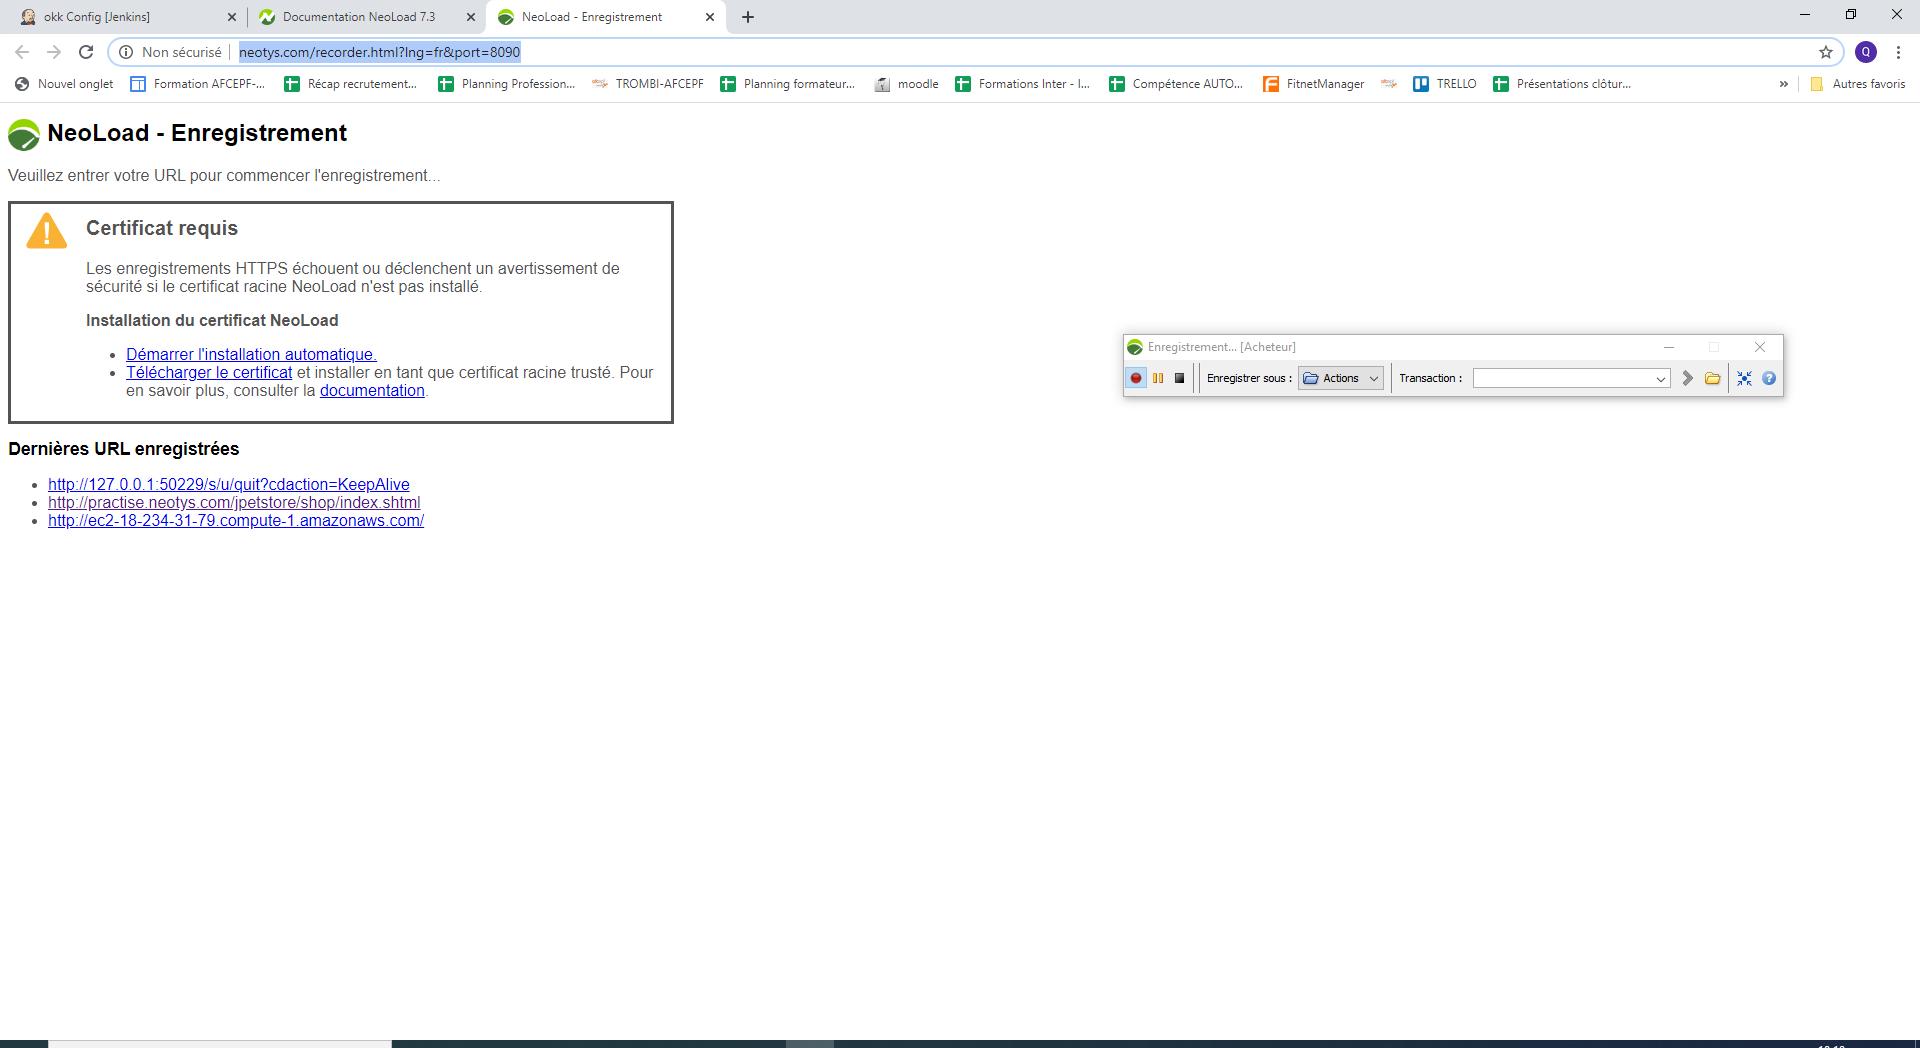 okk Config [Jenkins]
Documentation NeoLoad 7.3
NeoLoad - Enregistrement
Non sécurisé
neotys.com/recorder.html?lng=fr&port=8090
Q
Nouvel onglet
Formation AFCEPF-...
Récap recrutement...
Planning Profession...
TROMBI-AFCEPF
Planning formateur...
moodle
Formations Inter - I...
Compétence AUTO...
FitnetManager
TRELLO
Présentations clôtur...
»
Autres favoris
NeoLoad - Enregistrement
Veuillez entrer votre URL pour commencer l'enregistrement...
Certificat requis
Les enregistrements HTTPS échouent ou déclenchent un avertissement de
sécurité si le certificat racine NeoLoad n'est pas installé.
Installation du certificat NeoLoad
Démarrer l'installation automatique.
Télécharger le certificat et installer en tant que certificat racine trusté. Pour
en savoir plus, consulter la documentation.
Enregistrement... [Acheteur]
Enregistrer sous : Actions
Transaction :
Dernières URL enregistrées
http://127.0.0.1:50229/s/u/quit?cdaction=KeepAlive
http://practise.neotys.com/jpetstore/shop/index.shtml
http://ec2-18-234-31-79.compute-1.amazonaws.com/